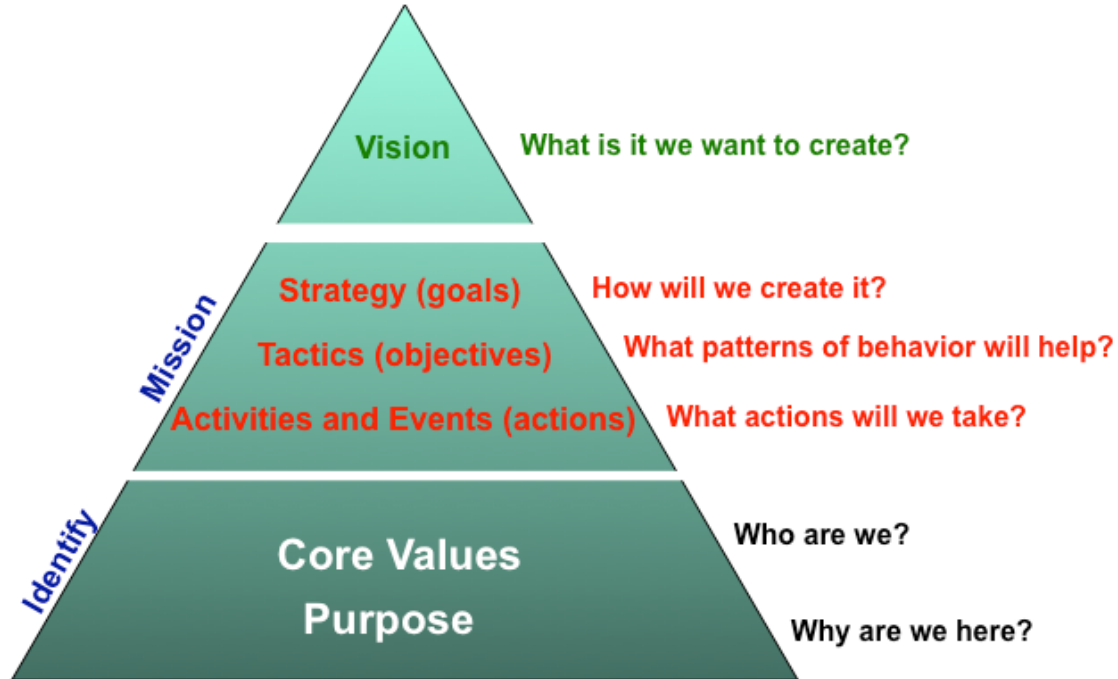 Vision
What is it we want to create?
Mission
Strategy (goals)
How will we create it?
Tactics (objectives)
What patterns of behavior will help?
Activities and Events (actions)
What actions will we take?
Identify
Core Values
Who are we?
Purpose
Why are we here?